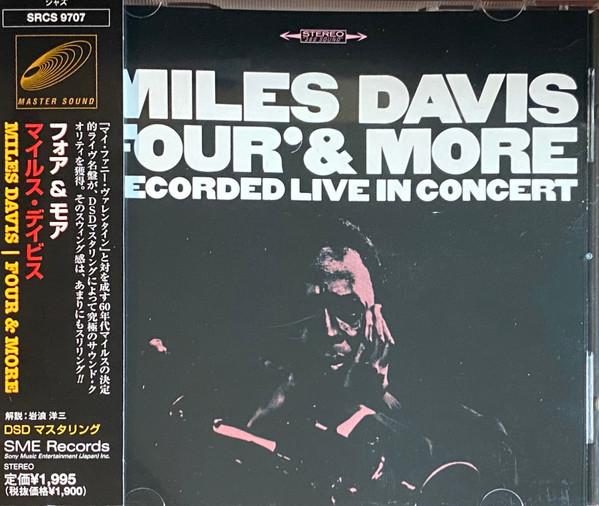 ジャズ
SRCS 9707
MASTER SOUND
フォア & モア
マイルス・デイビス
MILES DAVIS | FOUR & MORE
「マイ・ファニー・ヴァレンタイン」と対を成す60年代マイルスの決定
的ライヴ名盤が、DSDマスタリングによって究極のサウンド・ク
オリティを獲得。そのスウィング感は、あまりにもスリリング!!
解説:岩浪 洋三
DSD マスタリング
SME Records
Sony Music Entertainment (Japan) Inc.
STEREO
定価¥1,995
(税抜価格¥1,900)
STEREO
360 SOUND
MILES DAVIS
'FOUR' & MORE
RECORDED LIVE IN CONCERT